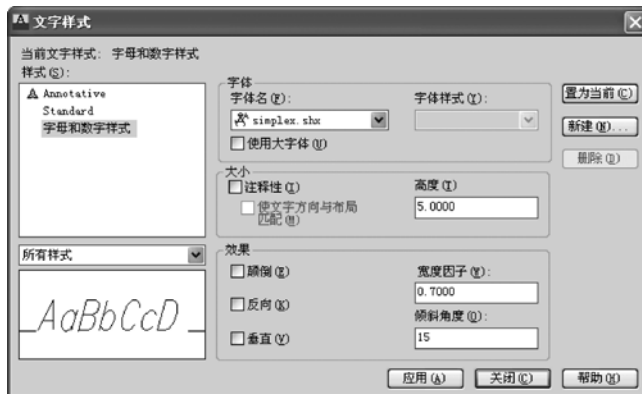 文字样式
当前文字样式: 字母和数字样式
样式(S):
Annotative
Standard
字母和数字样式
所有样式
AaBbCcD
字体
字体名(F):
simplex.shx
使用大字体(U)
字体样式(Y):
大小
注释性(I)
使文字方向与布局
匹配(M)
高度(T)
5.0000
效果
颠倒(E)
反向(K)
垂直(V)
宽度因子(W):
0.7000
倾斜角度(O):
15
置为当前(C)
新建(N)...
删除(D)
应用(A)
关闭(C)
帮助(H)